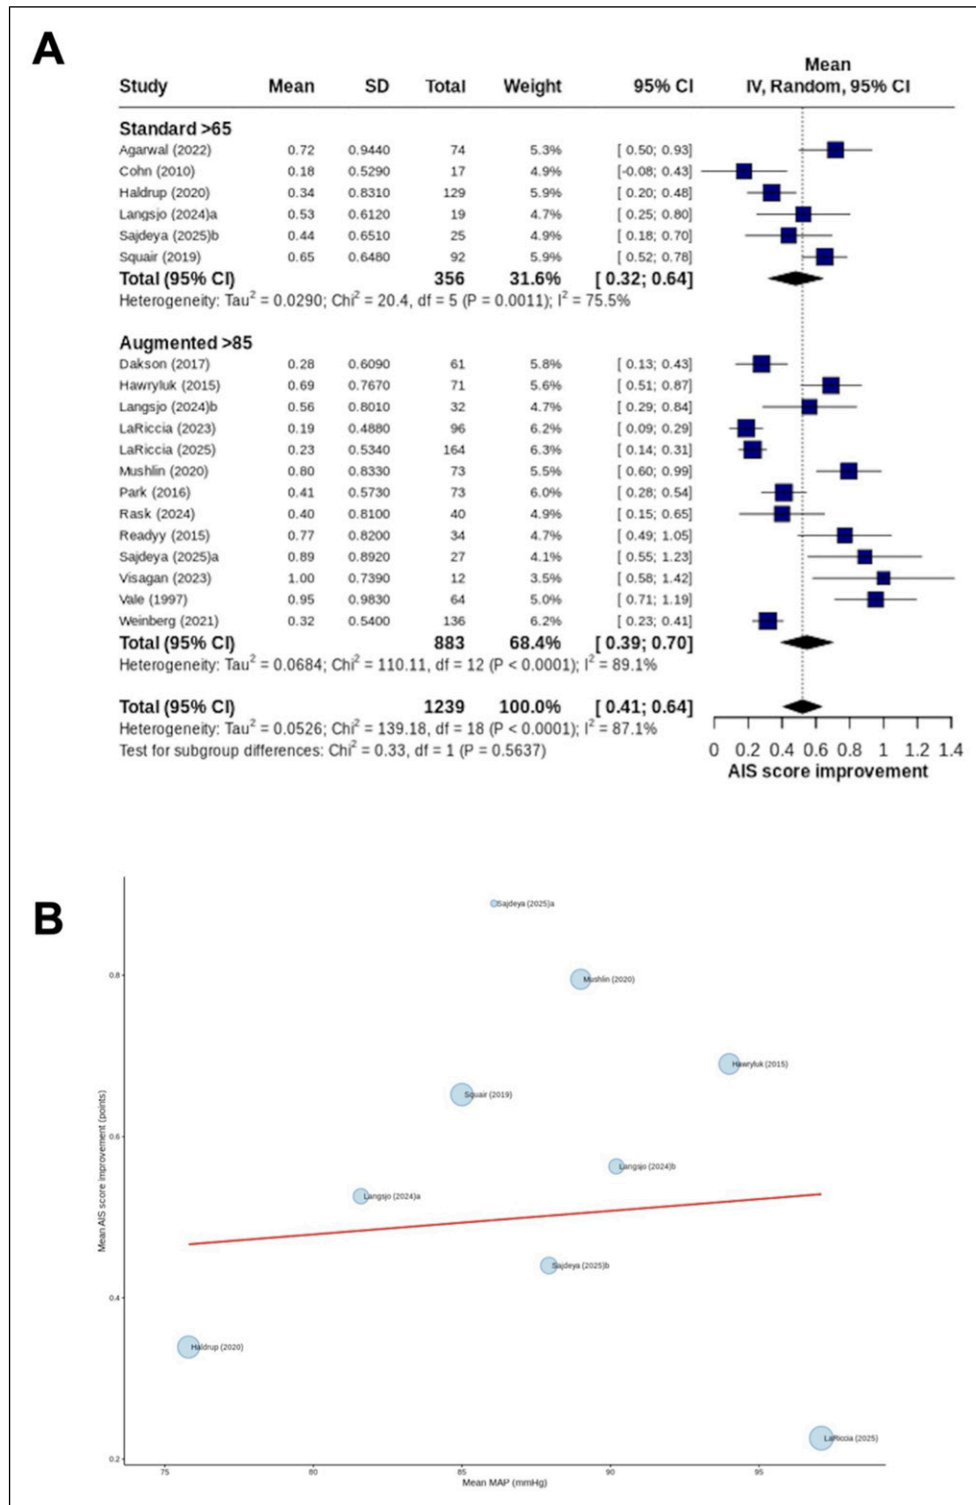 A
Mean
Study Mean SD Total Weight 95% CI IV, Random, 95% CI
Standard >65
Agarwal (2022) 0.72 0.9440 74 5.3% [ 0.50; 0.93]
Cohn (2010) 0.18 0.5290 17 4.9% [-0.08; 0.43]
Haldrup (2020) 0.34 0.8310 129 5.9% [ 0.20; 0.48]
Langsjo (2024)a 0.53 0.6120 19 4.7% [ 0.25; 0.80]
Sajdeya (2025)b 0.44 0.6510 25 4.9% [ 0.18; 0.70]
Squair (2019) 0.65 0.6480 92 5.9% [ 0.52; 0.78]
Total (95% CI) 356 31.6% [ 0.32; 0.64]
Heterogeneity: Tau² = 0.0290; Chi² = 20.4, df = 5 (P = 0.0011); I² = 75.5%
Augmented >85
Dakson (2017) 0.28 0.6090 61 5.8% [ 0.13; 0.43]
Hawryluk (2015) 0.69 0.7670 71 5.6% [ 0.51; 0.87]
Langsjo (2024)b 0.56 0.8010 32 4.7% [ 0.29; 0.84]
LaRiccia (2023) 0.19 0.4880 96 6.2% [ 0.09; 0.29]
LaRiccia (2025) 0.23 0.5340 164 6.3% [ 0.14; 0.31]
Mushlin (2020) 0.80 0.8330 73 5.5% [ 0.60; 0.99]
Park (2016) 0.41 0.5730 73 6.0% [ 0.28; 0.54]
Rask (2024) 0.40 0.8100 40 4.9% [ 0.15; 0.65]
Readyy (2015) 0.77 0.8200 34 4.7% [ 0.49; 1.05]
Sajdeya (2025)a 0.89 0.8920 27 4.1% [ 0.55; 1.23]
Visagan (2023) 1.00 0.7390 12 3.5% [ 0.58; 1.42]
Vale (1997) 0.95 0.9830 64 5.0% [ 0.71; 1.19]
Weinberg (2021) 0.32 0.5400 136 6.2% [ 0.23; 0.41]
Total (95% CI) 883 68.4% [ 0.39; 0.70]
Heterogeneity: Tau² = 0.0684; Chi² = 110.11, df = 12 (P < 0.0001); I² = 89.1%
Total (95% CI) 1239 100.0% [ 0.41; 0.64]
Heterogeneity: Tau² = 0.0526; Chi² = 139.18, df = 18 (P < 0.0001); I² = 87.1%
Test for subgroup differences: Chi² = 0.33, df = 1 (P = 0.5637)
0 0.2 0.4 0.6 0.8 1 1.2 1.4
AIS score improvement
B
Sajdeya (2025)a
0.8
Mushlin (2020)
Hawryluk (2015)
Squair (2019)
0.6
Langsjo (2024)b
Langsjo (2024)a
Sajdeya (2025)b
0.4
Haldrup (2020)
LaRiccia (2025)
0.2
Mean AIS score improvement (points)
75 80 85 90 95
Mean MAP (mmHg)